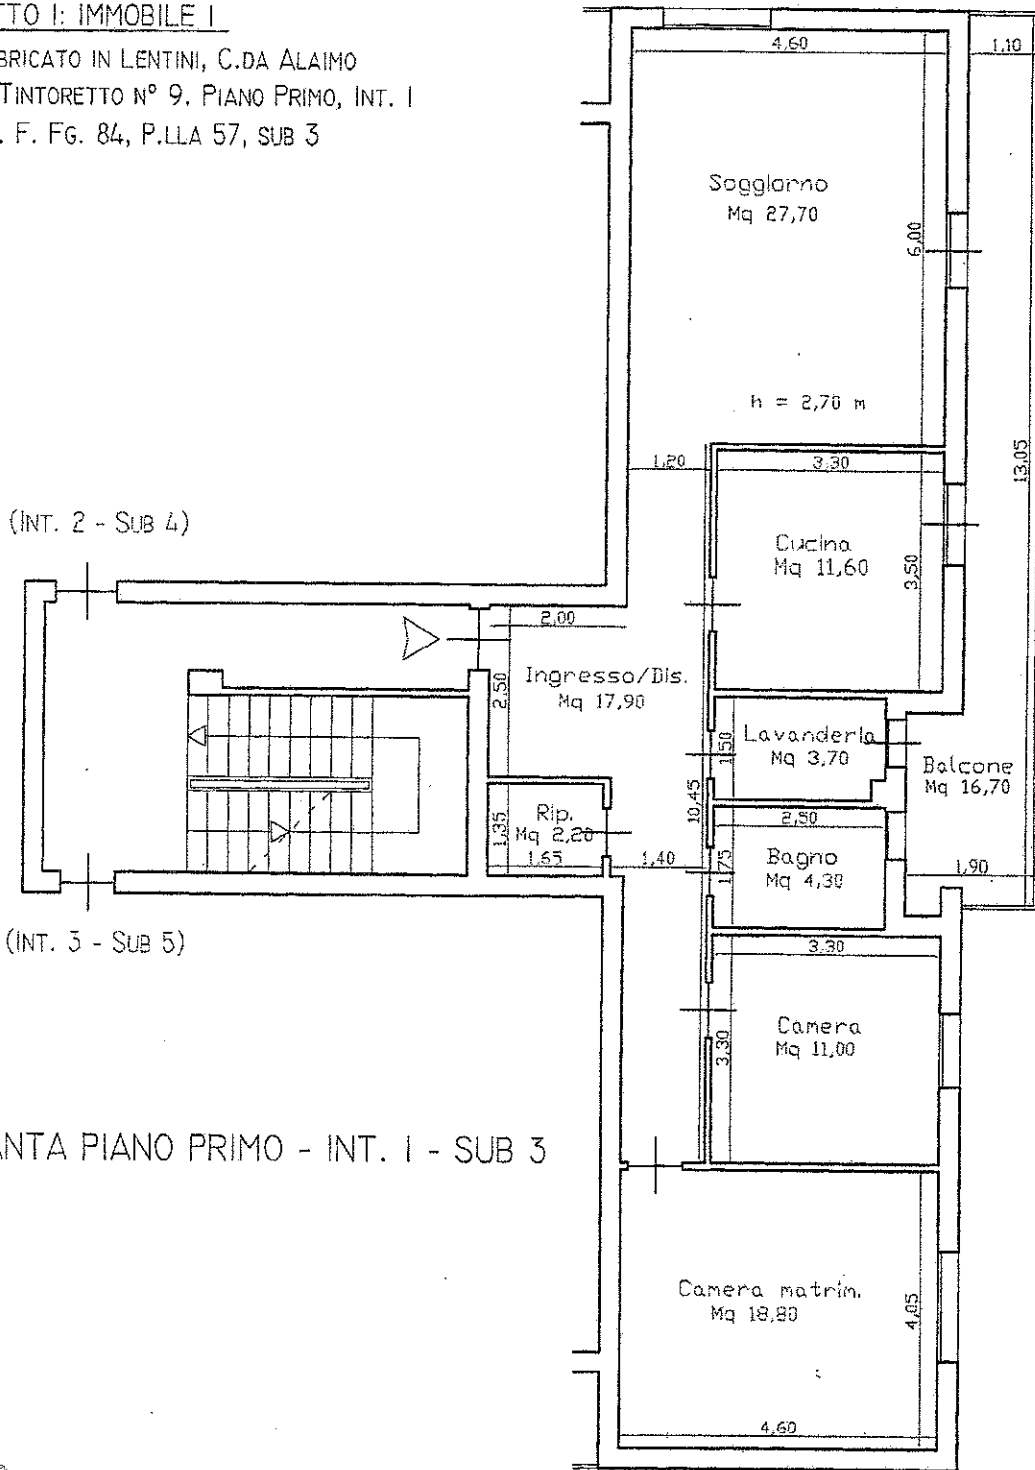 TTO I: IMMOBILE I
BRICATO IN LENTINI, C.DA ALAIMO
TINTORETTO N° 9. PIANO PRIMO, INT. I
. F. FG. 84, P.LLA 57, SUB 3
4,60
1,10
Soggiorno
Mq 27,70
6,00
h = 2,70 m
13,05
1,20
3,30
(INT. 2 - SUB 4)
Cucina
Mq 11,60
3,50
2,00
2,50
Ingresso/Dis.
Mq 17,90
Lavanderia
Mq 3,70
1,50
Balcone
Mq 16,70
10,45
Rip.
Mq 2,20
1,35
1,65
1,40
2,50
Bagno
Mq 4,30
1,75
1,90
(INT. 3 - SUB 5)
3,30
Camera
Mq 11,00
3,30
ANTA PIANO PRIMO - INT. I - SUB 3
Camera matrim.
Mq 18,80
4,05
4,60